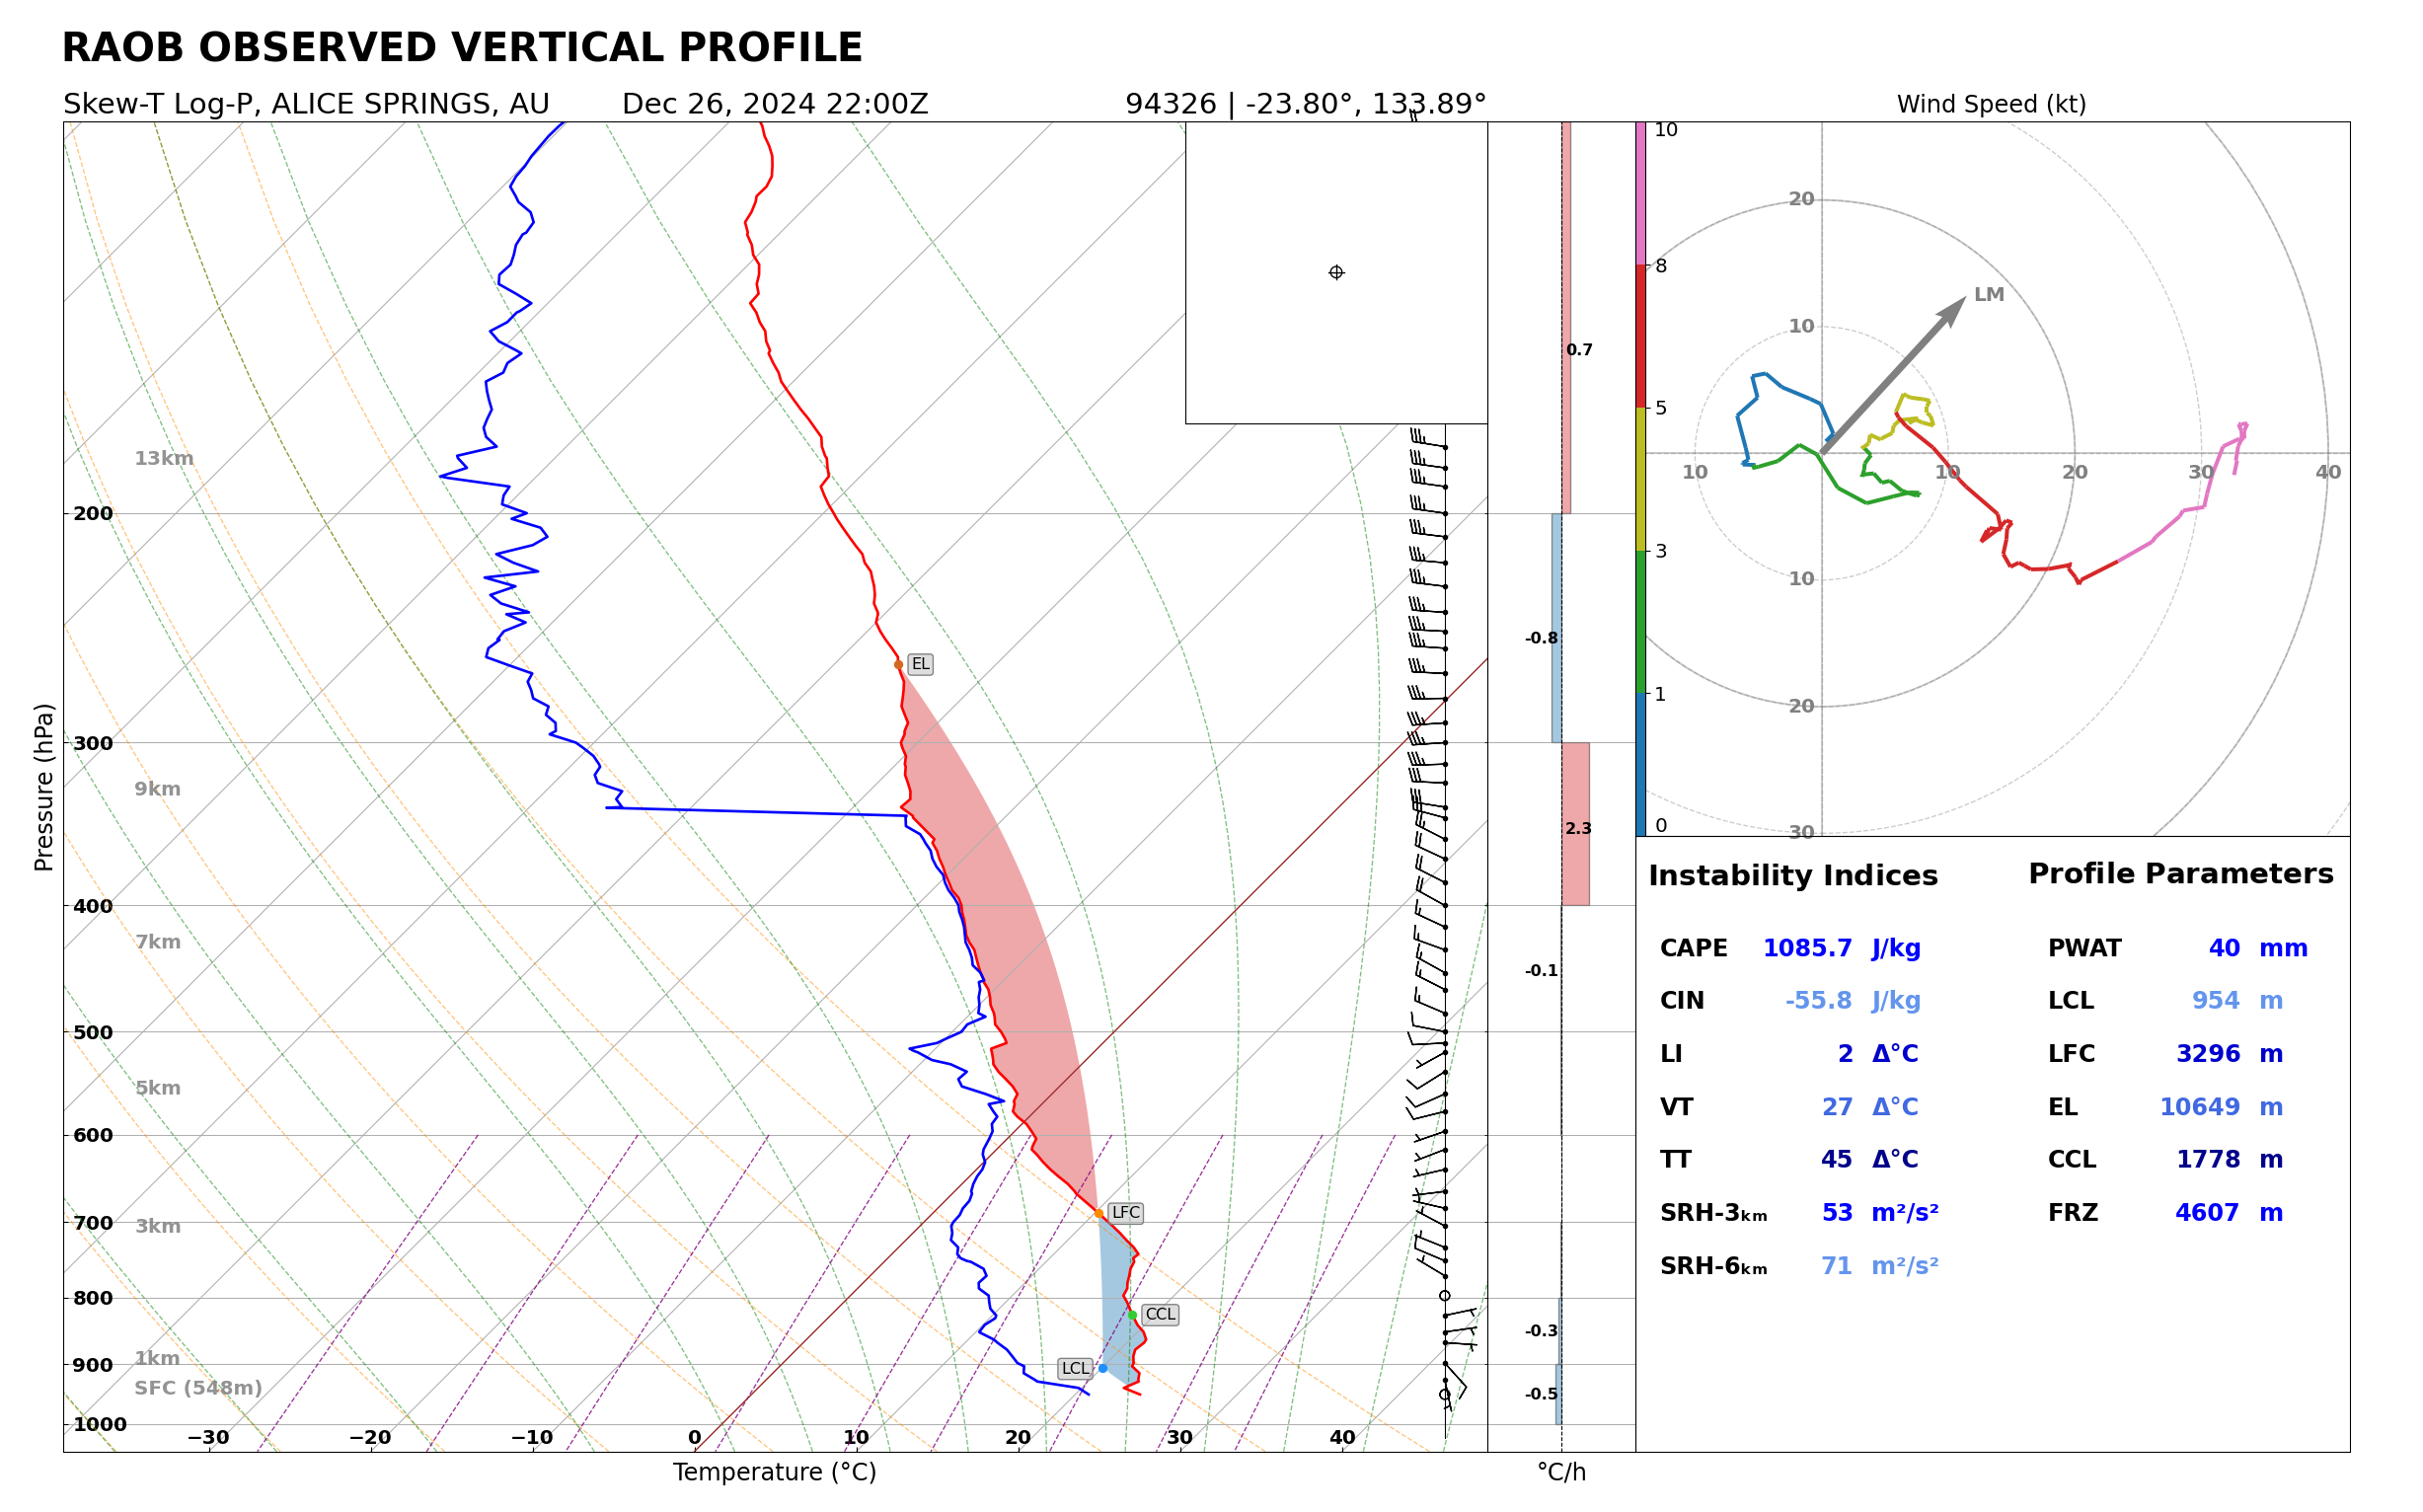 RAOB OBSERVED VERTICAL PROFILE
Skew-T Log-P, ALICE SPRINGS, AU Dec 26, 2024 22:00Z 94326 | -23.80°, 133.89°
Wind Speed (kt)
Pressure (hPa)
200
300
400
500
600
700
800
900
1000
13km
9km
7km
5km
3km
1km
SFC (548m)
EL
LFC
CCL
LCL
−30 −20 −10 0 10 20 30 40
Temperature (°C)
0.7
-0.8
2.3
-0.1
-0.3
-0.5
°C/h
10
8
5
3
1
0
20
10
LM
10 10 20 30 40
10
20
30
Instability Indices
CAPE 1085.7 J/kg
CIN -55.8 J/kg
LI 2 Δ°C
VT 27 Δ°C
TT 45 Δ°C
SRH-3km 53 m²/s²
SRH-6km 71 m²/s²
Profile Parameters
PWAT 40 mm
LCL 954 m
LFC 3296 m
EL 10649 m
CCL 1778 m
FRZ 4607 m